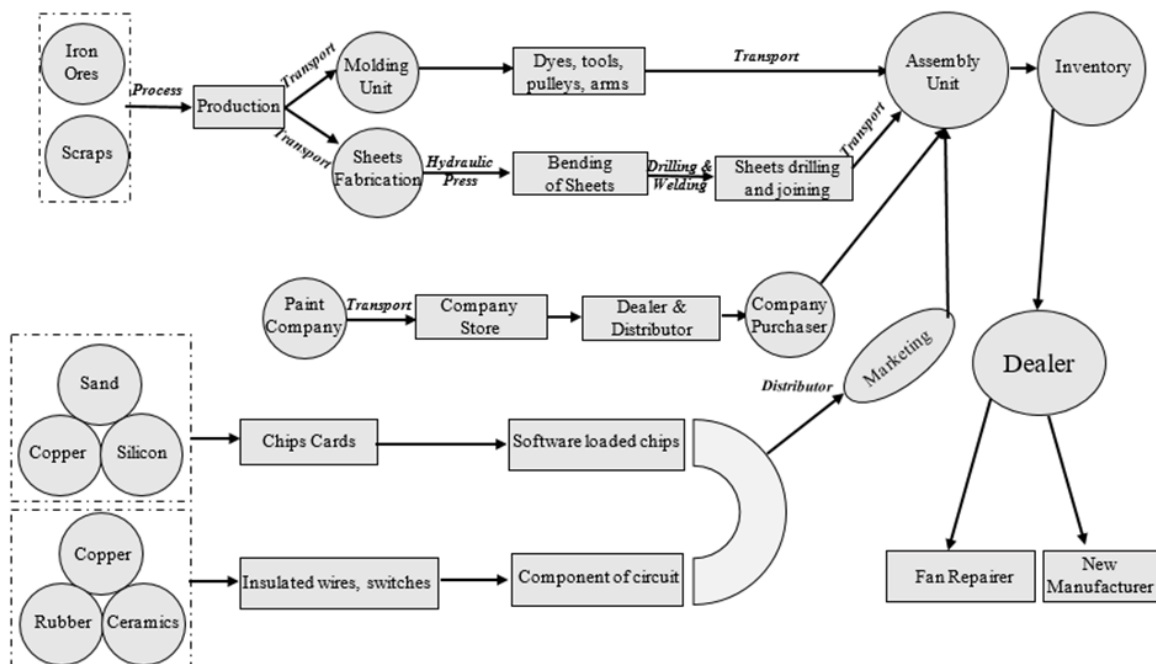 Iron
Ores
Scraps
Process
Production
Transport
Transport
Molding
Unit
Sheets
Fabrication
Hydraulic
Press
Dyes, tools,
pulleys, arms
Bending
of Sheets
Drilling &
Welding
Sheets drilling
and joining
Transport
Transport
Assembly
Unit
Inventory
Paint
Company
Transport
Company
Store
Dealer &
Distributor
Company
Purchaser
Marketing
Distributor
Dealer
Sand
Copper
Silicon
Chips Cards
Software loaded chips
Copper
Rubber
Ceramics
Insulated wires, switches
Component of circuit
Fan Repairer
New
Manufacturer